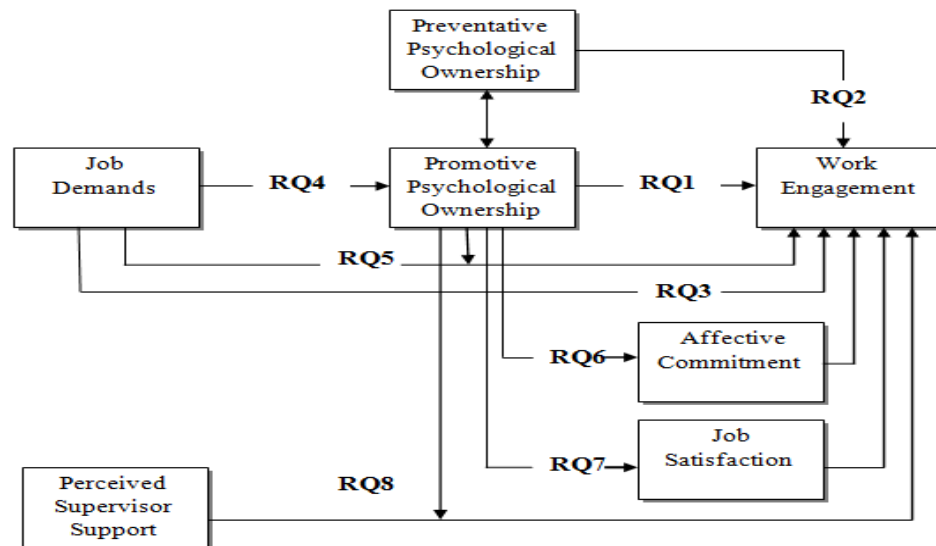 Preventative
Psychological
Ownership
RQ2
Job
Demands
RQ4
Promotive
Psychological
Ownership
RQ1
Work
Engagement
RQ5
RQ3
RQ6
Affective
Commitment
RQ7
Job
Satisfaction
RQ8
Perceived
Supervisor
Support